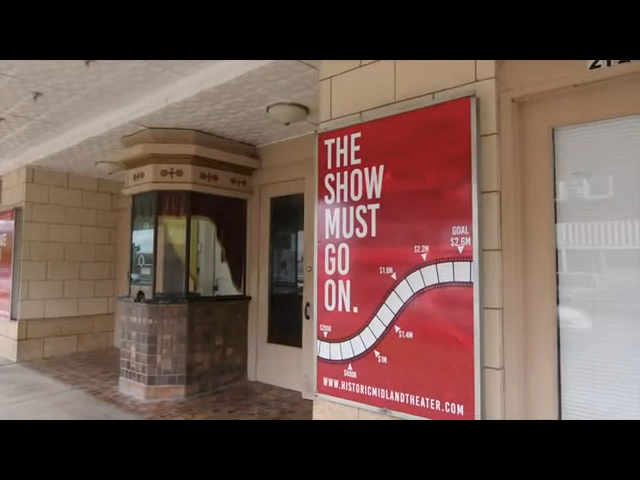 THE
SHOW
MUST
GO
ON.
GOAL
$2.6M
$2.2M
$1.8M
$1.4M
$1M
$600K
$200K
WWW.HISTORICMIDLANDTHEATER.COM